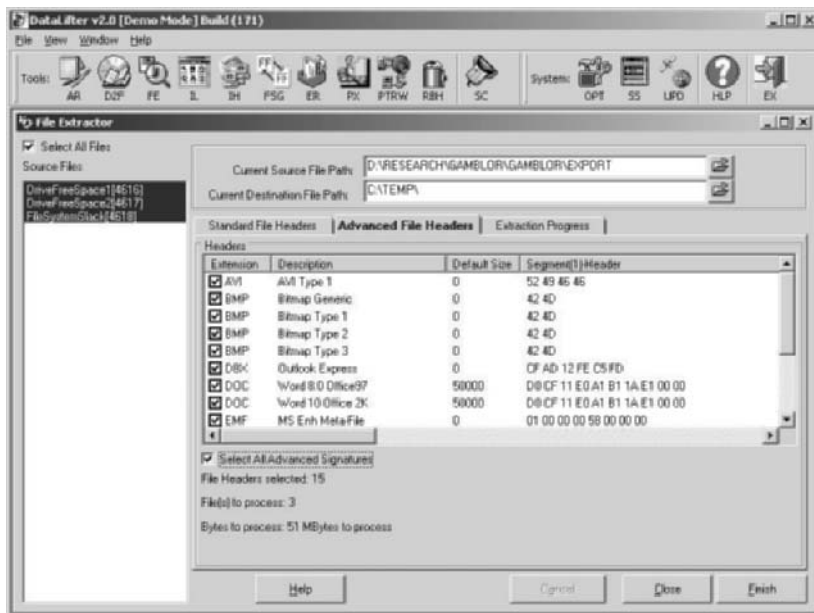 DataLifter v2.0 [Demo Mode] Build (171)
File View Window Help
Tools: AR D2F FE IL IH FSG ER PX PTRW RBH SC System: OPT SS UPD HLP EX
File Extractor
Select All Files
Source Files
DriveFreeSpace1[4616]
DriveFreeSpace2[4617]
FileSystemSlack[4618]
Current Source File Path: D:\RESEARCH\GAMBLOR\GAMBLOR\EXPORT
Current Destination File Path: C:\TEMP\
Standard File Headers Advanced File Headers Extraction Progress
Headers
Extension Description Default Size Segment(1)-Header
AVI AVI Type 1 0 52 49 46 46
BMP Bitmap Generic 0 42 4D
BMP Bitmap Type 1 0 42 4D
BMP Bitmap Type 2 0 42 4D
BMP Bitmap Type 3 0 42 4D
DBX Outlook Express 0 CF AD 12 FE C5 FD
DOC Word 8.0 Office97 50000 D0 CF 11 E0 A1 B1 1A E1 00 00
DOC Word 10 Office 2K 50000 D0 CF 11 E0 A1 B1 1A E1 00 00
EMF MS Enh Meta-File 0 01 00 00 00 58 00 00 00
Select All Advanced Signatures
File Headers selected: 15
File(s) to process: 3
Bytes to process: 51 MBytes to process
Help Cancel Close Finish